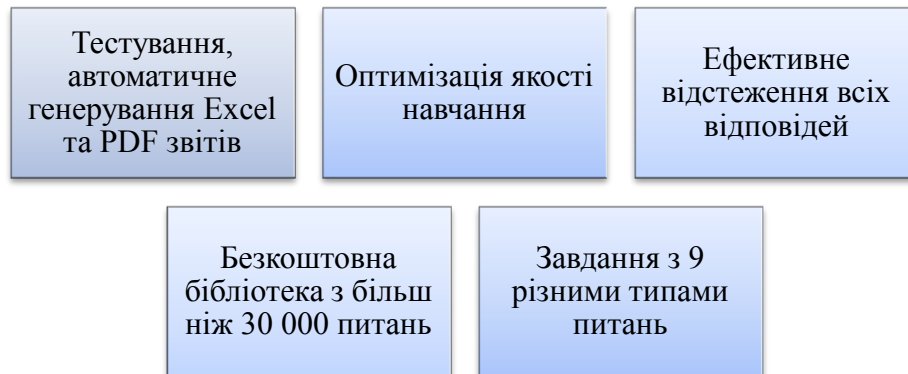 Тестування,
автоматичне
генерування Excel
та PDF звітів
Оптимізація якості
навчання
Ефективне
відстеження всіх
відповідей
Безкоштовна
бібліотека з більш
ніж 30 000 питань
Завдання з 9
різними типами
питань